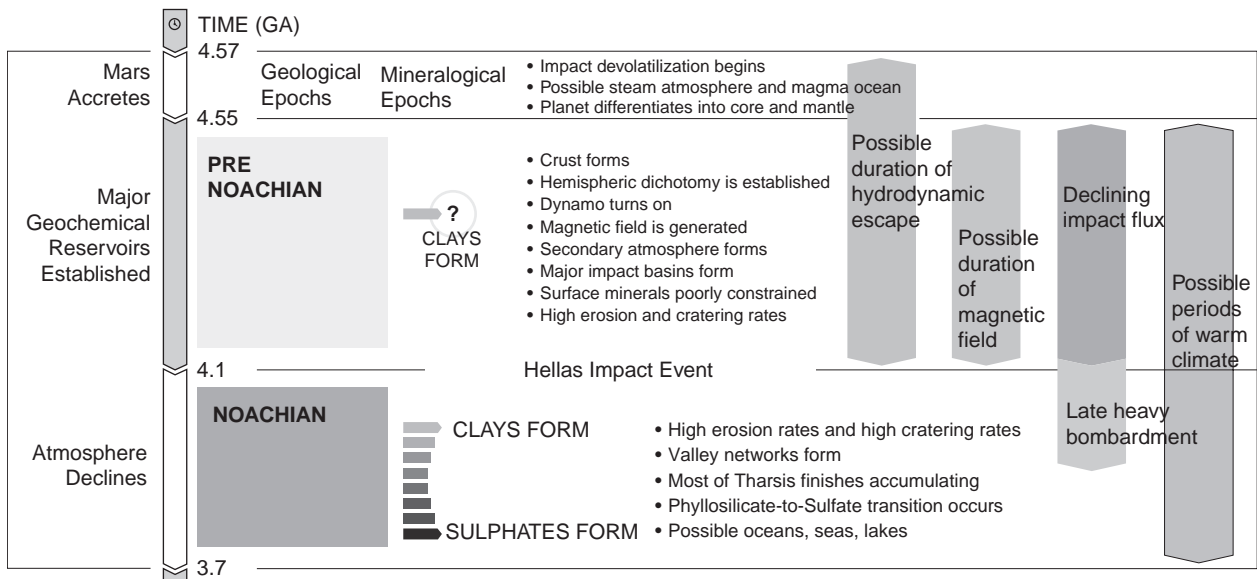 TIME (GA)
4.57
Mars
Accretes
Geological
Epochs
Mineralogical
Epochs
• Impact devolatilization begins
• Possible steam atmosphere and magma ocean
• Planet differentiates into core and mantle
4.55
Major
Geochemical
Reservoirs
Established
PRE
NOACHIAN
?
CLAYS
FORM
• Crust forms
• Hemispheric dichotomy is established
• Dynamo turns on
• Magnetic field is generated
• Secondary atmosphere forms
• Major impact basins form
• Surface minerals poorly constrained
• High erosion and cratering rates
Possible
duration of
hydrodynamic
escape
Possible
duration
of
magnetic
field
Declining
impact flux
Possible
periods
of warm
climate
4.1
Hellas Impact Event
Atmosphere
Declines
NOACHIAN
CLAYS FORM
SULPHATES FORM
• High erosion rates and high cratering rates
• Valley networks form
• Most of Tharsis finishes accumulating
• Phyllosilicate-to-Sulfate transition occurs
• Possible oceans, seas, lakes
Late heavy
bombardment
3.7